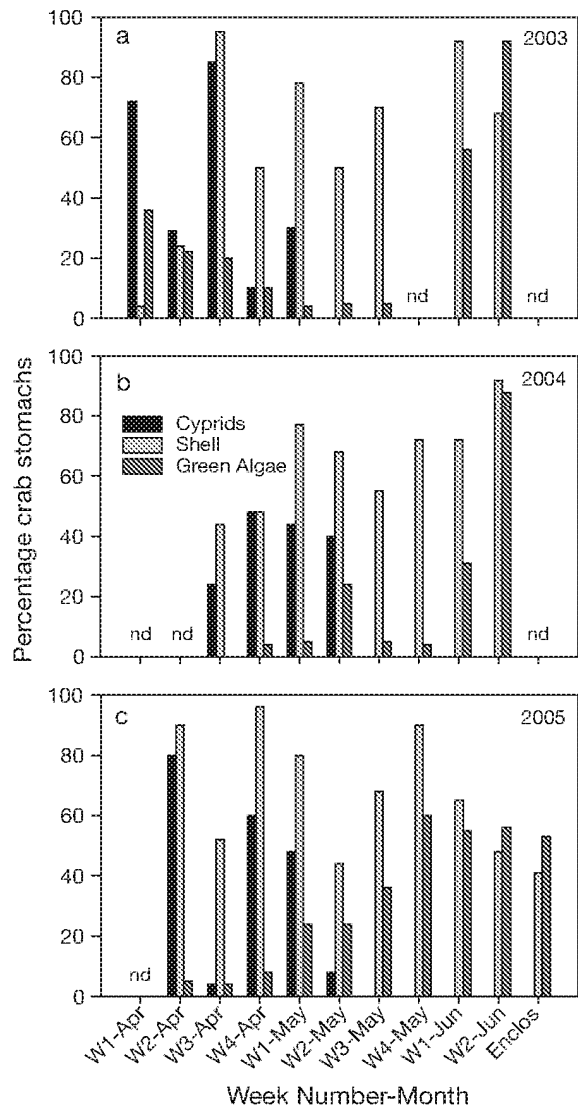 Percentage crab stomachs
a
2003
100
80
60
40
20
0
nd
nd
b
2004
Cyprids
Shell
Green Algae
100
80
60
40
20
0
nd
nd
nd
c
2005
100
80
60
40
20
0
nd
W1-Apr
W2-Apr
W3-Apr
W4-Apr
W1-May
W2-May
W3-May
W4-May
W1-Jun
W2-Jun
Enclos
Week Number-Month